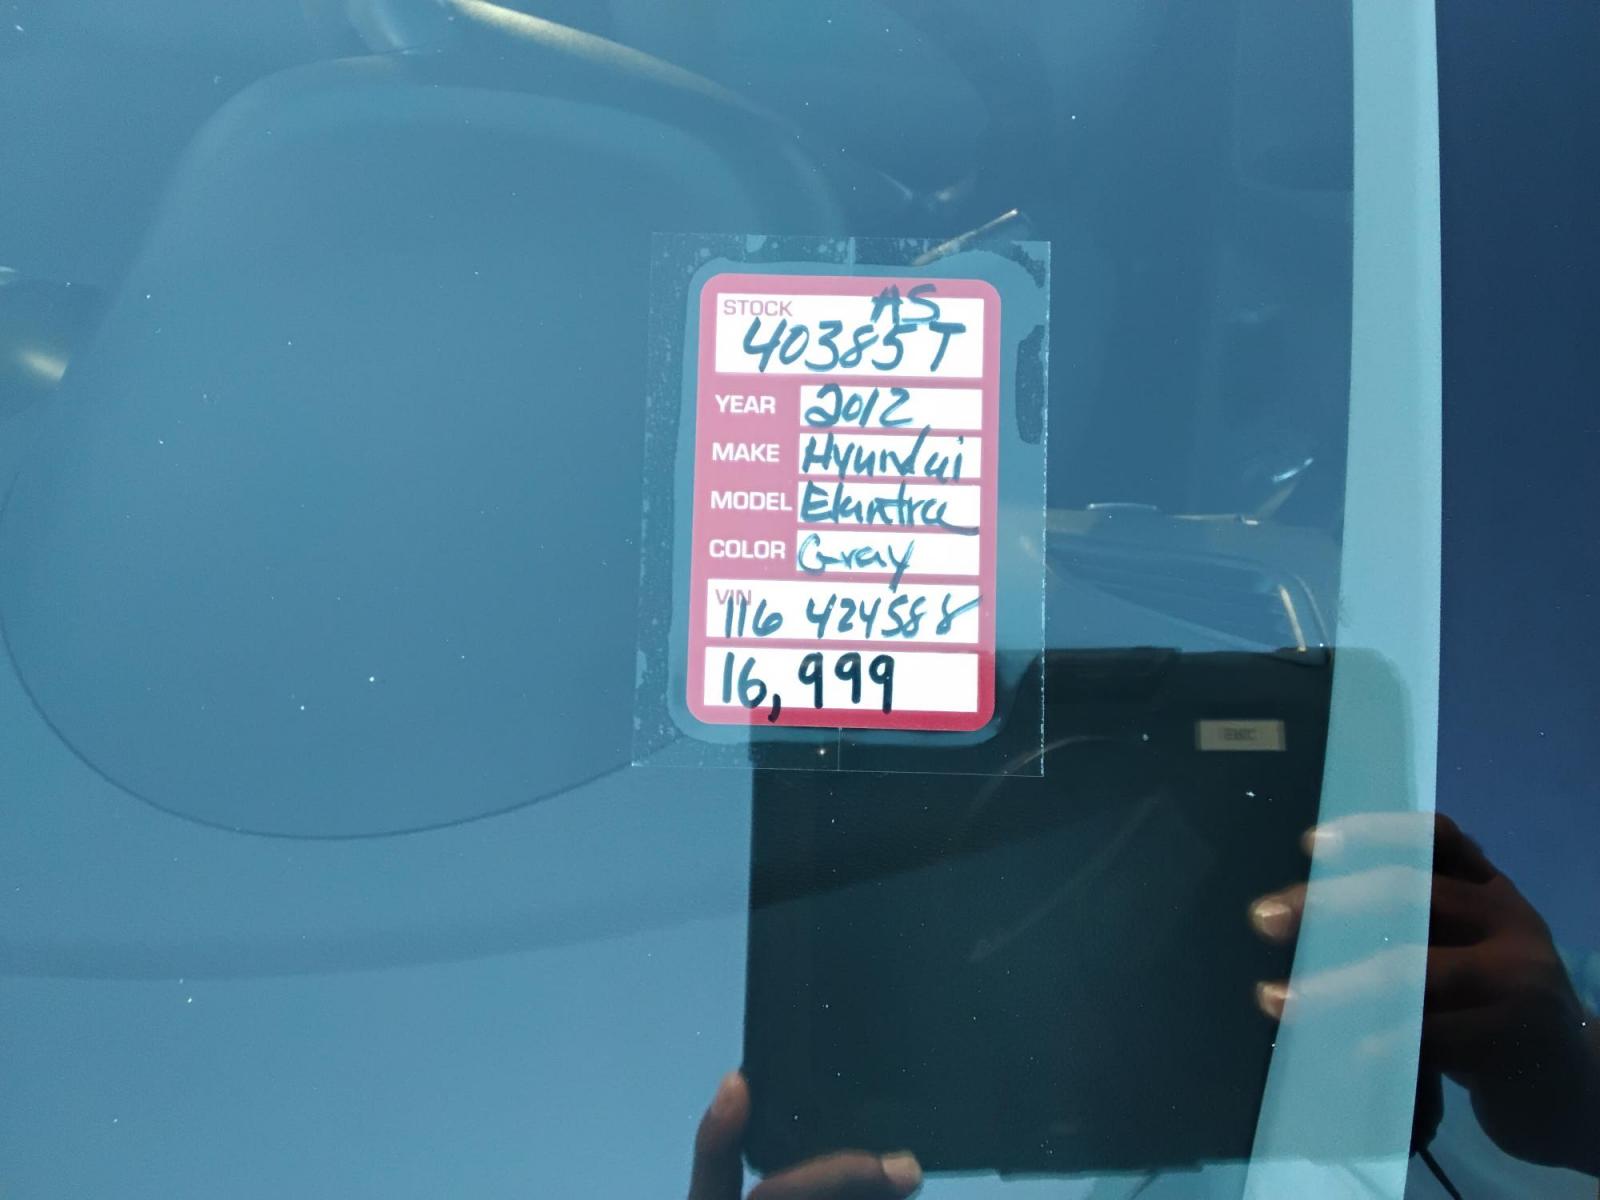 STOCK AS
40385T
YEAR 2012
MAKE Hyundai
MODEL Elantra
COLOR Gray
VIN
116 424588
16,999